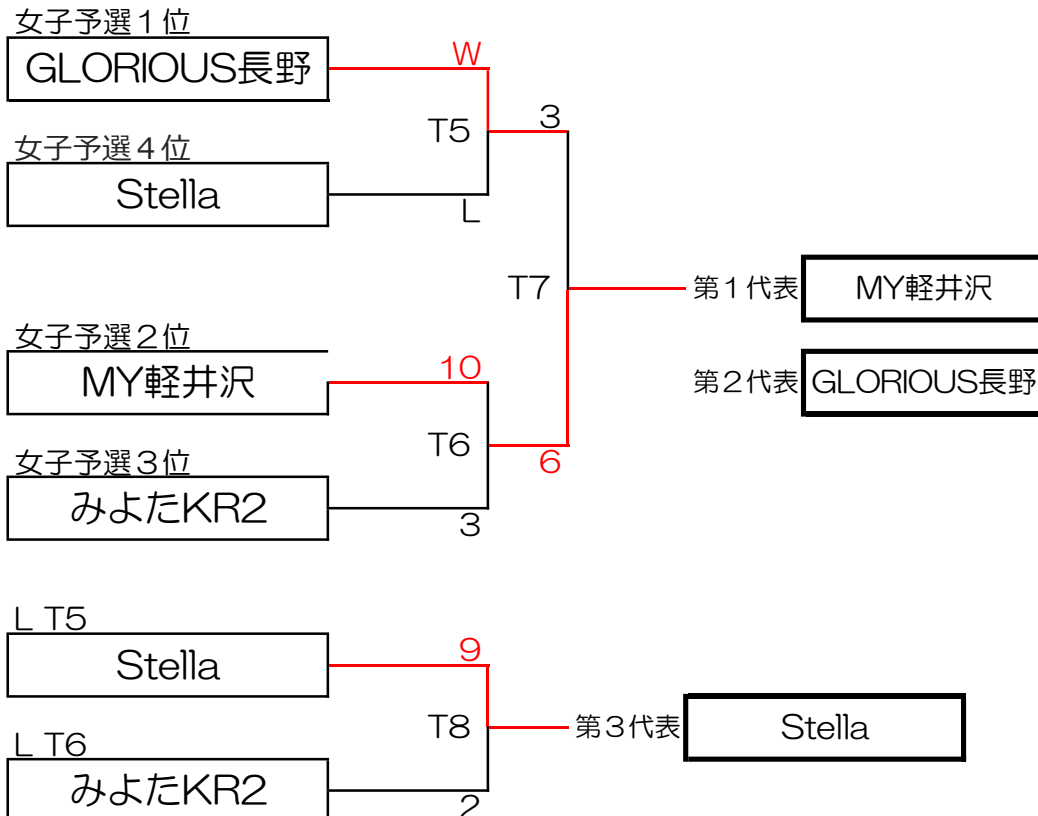 女子予選１位
GLORIOUS長野
W
T5
3
女子予選４位
Stella
L
T7
第１代表
MY軽井沢
女子予選２位
MY軽井沢
10
第２代表
GLORIOUS長野
T6
6
女子予選３位
みよたKR2
3
L T5
Stella
9
T8
第３代表
Stella
L T6
みよたKR2
2